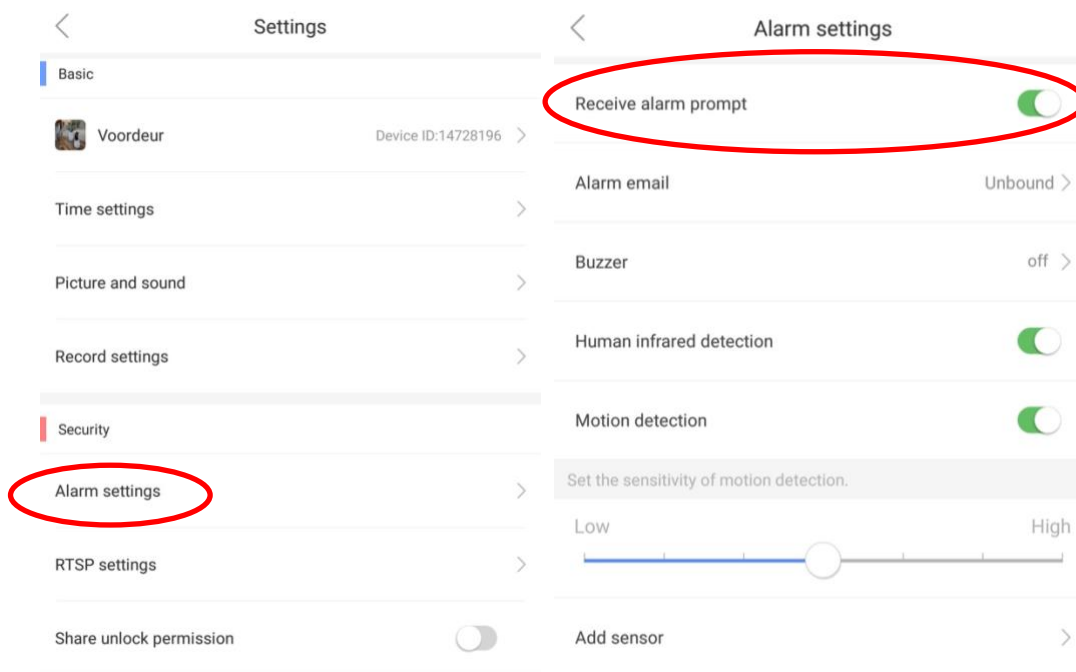 Settings
Basic
Voordeur Device ID:14728196
Time settings
Picture and sound
Record settings
Security
Alarm settings
RTSP settings
Share unlock permission
Alarm settings
Receive alarm prompt
Alarm email Unbound
Buzzer off
Human infrared detection
Motion detection
Set the sensitivity of motion detection.
Low High
Add sensor